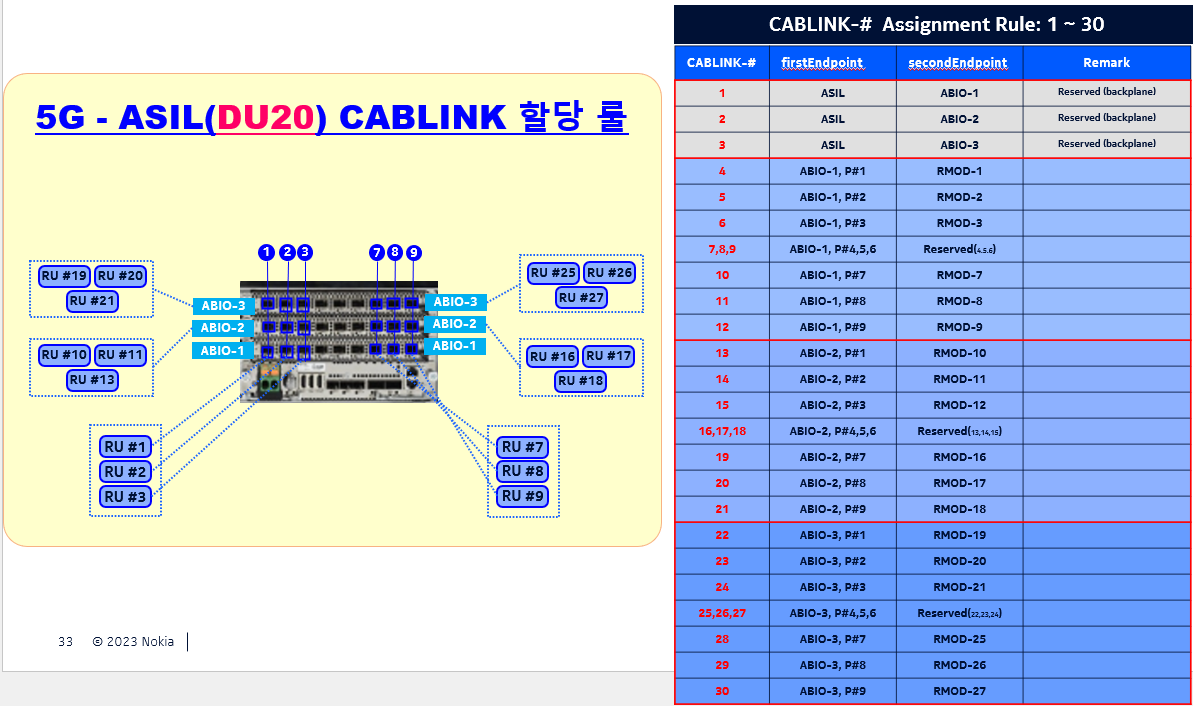 5G - ASIL(DU20) CABLINK 할당 룰
1 2 3 7 8 9
RU #19 RU #20
RU #21
RU #25 RU #26
RU #27
ABIO-3 ABIO-3
ABIO-2 ABIO-2
ABIO-1 ABIO-1
RU #10 RU #11
RU #13
RU #16 RU #17
RU #18
RU #1
RU #2
RU #3
RU #7
RU #8
RU #9
33 © 2023 Nokia
CABLINK-# Assignment Rule: 1 ~ 30
CABLINK-# firstEndpoint secondEndpoint Remark
1 ASIL ABIO-1 Reserved (backplane)
2 ASIL ABIO-2 Reserved (backplane)
3 ASIL ABIO-3 Reserved (backplane)
4 ABIO-1, P#1 RMOD-1
5 ABIO-1, P#2 RMOD-2
6 ABIO-1, P#3 RMOD-3
7,8,9 ABIO-1, P#4,5,6 Reserved(4,5,6)
10 ABIO-1, P#7 RMOD-7
11 ABIO-1, P#8 RMOD-8
12 ABIO-1, P#9 RMOD-9
13 ABIO-2, P#1 RMOD-10
14 ABIO-2, P#2 RMOD-11
15 ABIO-2, P#3 RMOD-12
16,17,18 ABIO-2, P#4,5,6 Reserved(13,14,15)
19 ABIO-2, P#7 RMOD-16
20 ABIO-2, P#8 RMOD-17
21 ABIO-2, P#9 RMOD-18
22 ABIO-3, P#1 RMOD-19
23 ABIO-3, P#2 RMOD-20
24 ABIO-3, P#3 RMOD-21
25,26,27 ABIO-3, P#4,5,6 Reserved(22,23,24)
28 ABIO-3, P#7 RMOD-25
29 ABIO-3, P#8 RMOD-26
30 ABIO-3, P#9 RMOD-27